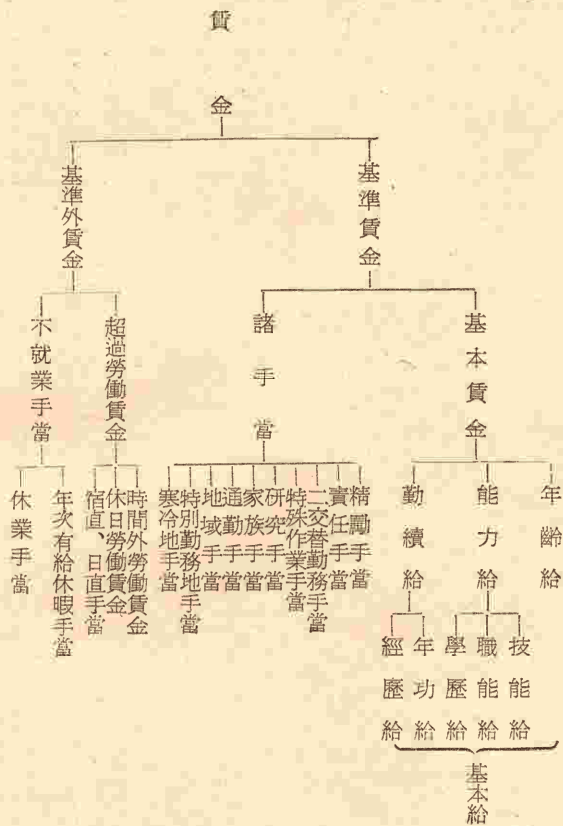 賃金
基準賃金
基本賃金
年齡給
能力給
技能給
職能給
學歷給
勤續給
年功給
經歷給
基本給
諸手當
精勵手當
責任手當
二交替勤務手當
特殊作業手當
研究手當
家族手當
通勤手當
地域手當
特別勤務地手當
寒冷地手當
基準外賃金
超過勞働賃金
時間外勞働賃金
休日勞働賃金
宿直、日直手當
不就業手當
年次有給休暇手當
休業手當